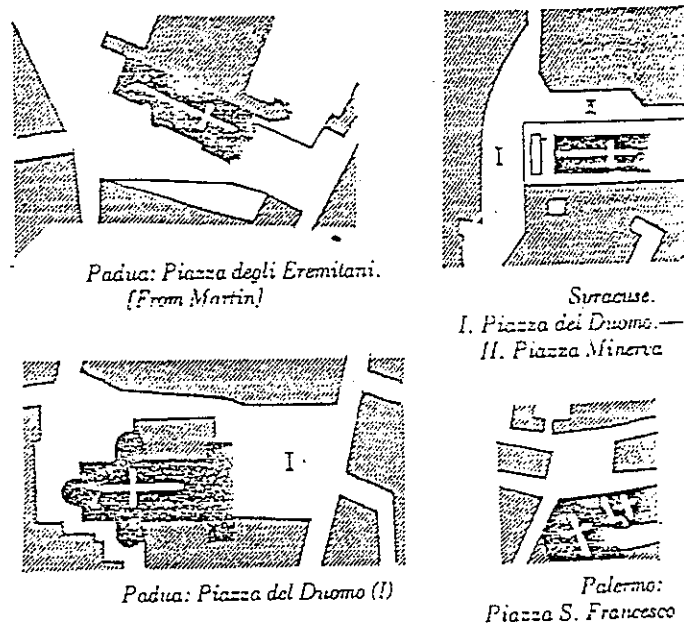 Padua: Piazza degli Eremitani.
[From Martin]
I
II
Syracuse.
I. Piazza del Duomo.—
II. Piazza Minerva
I
Padua: Piazza del Duomo (I)
Palermo:
Piazza S. Francesco